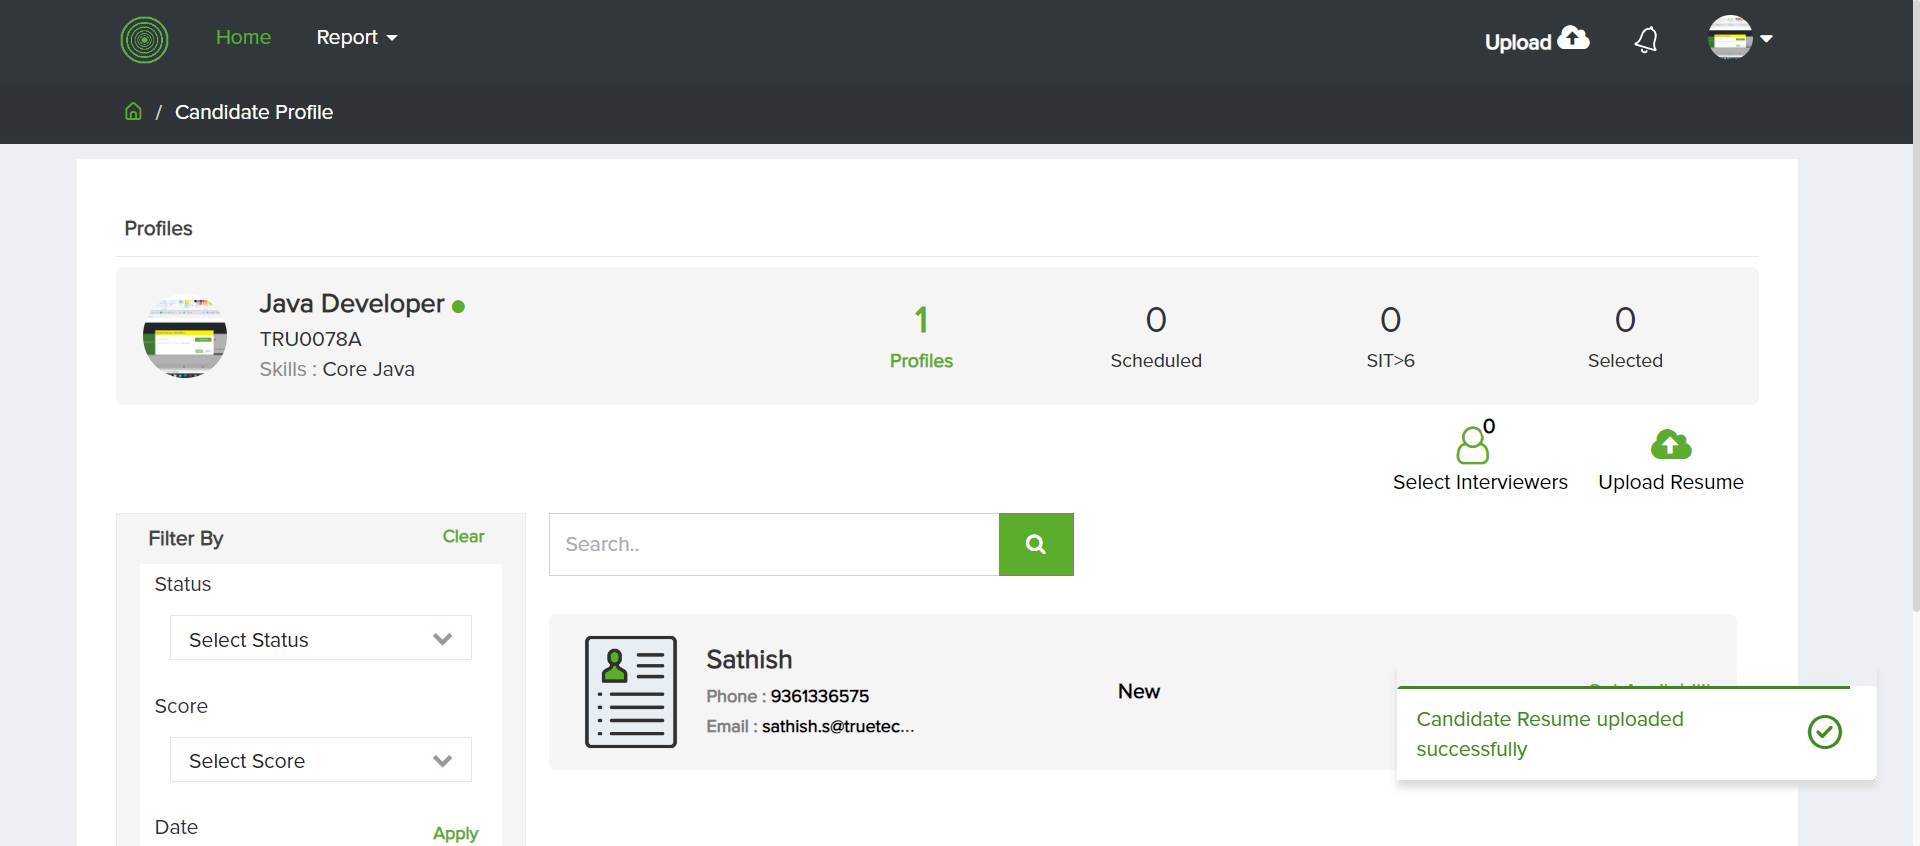 Home
Report
Upload
/ Candidate Profile
Profiles
Java Developer
TRU0078A
Skills : Core Java
1
Profiles
0
Scheduled
0
SIT>6
0
Selected
0
Select Interviewers
Upload Resume
Filter By
Clear
Search..
Status
Select Status
Score
Select Score
Date
Apply
Sathish
Phone : 9361336575
Email : sathish.s@truetec...
New
Candidate Resume uploaded
successfully